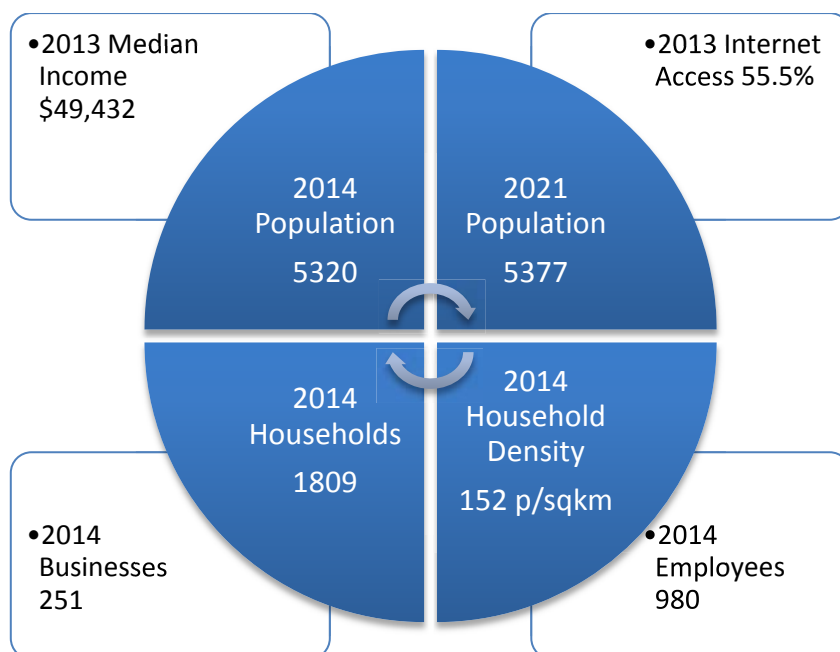 •2013 Median
Income
$49,432
•2013 Internet
Access 55.5%
2014
Population
5320
2021
Population
5377
2014
Households
1809
2014
Household
Density
152 p/sqkm
•2014
Businesses
251
•2014
Employees
980